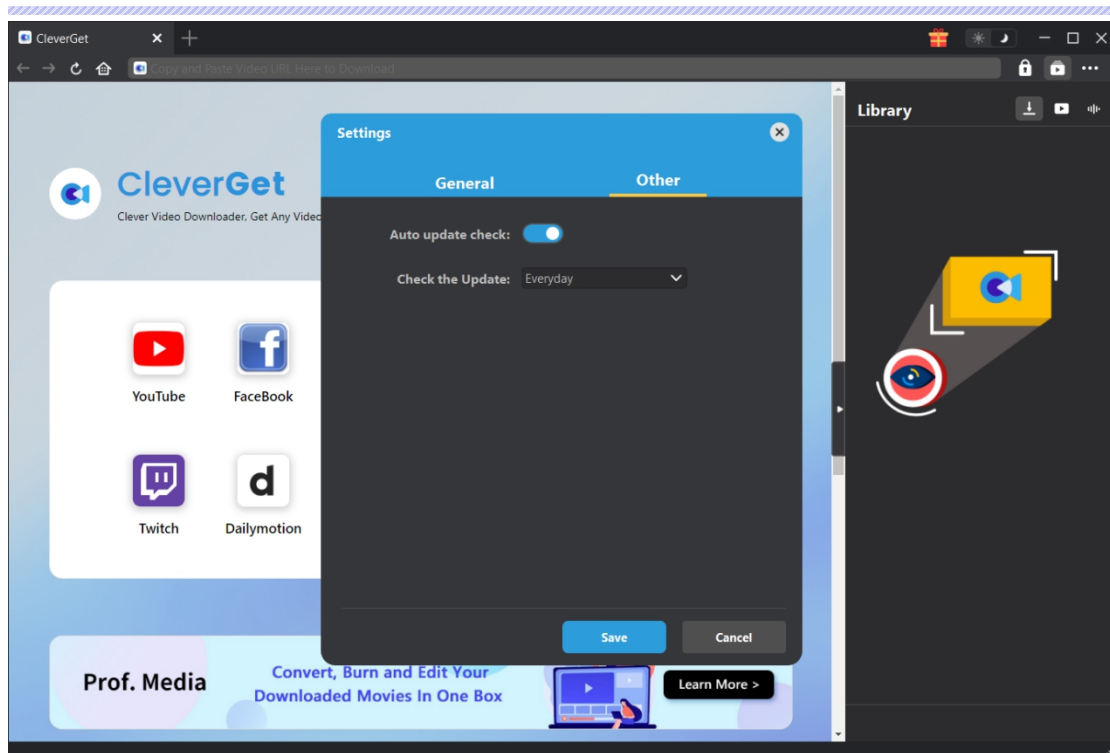 CleverGet
Copy and Paste Video URL Here to Download
Library
Settings
General
Other
CleverGet
Clever Video Downloader, Get Any Video
Auto update check:
Check the Update:
Everyday
YouTube
FaceBook
Twitch
Dailymotion
Save
Cancel
Prof. Media
Convert, Burn and Edit Your
Downloaded Movies In One Box
Learn More >